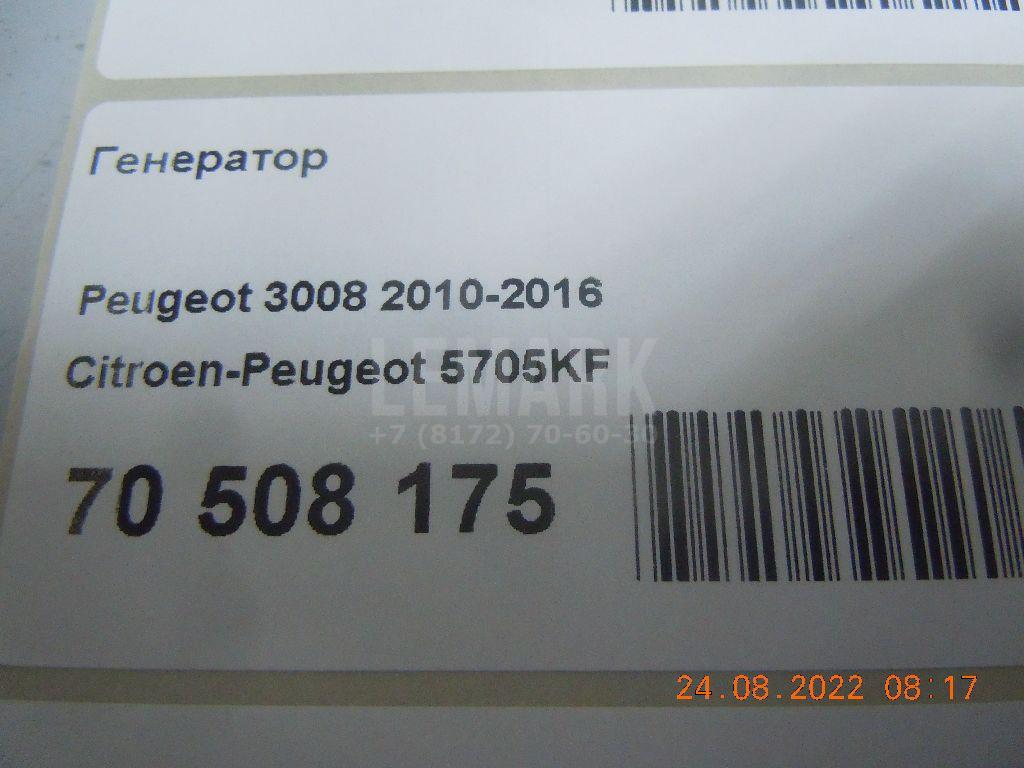 Генератор
Peugeot 3008 2010-2016
Citroen-Peugeot 5705KF
LEMARK
+7 (8172) 70-60-30
70 508 175
24.08.2022 08:17